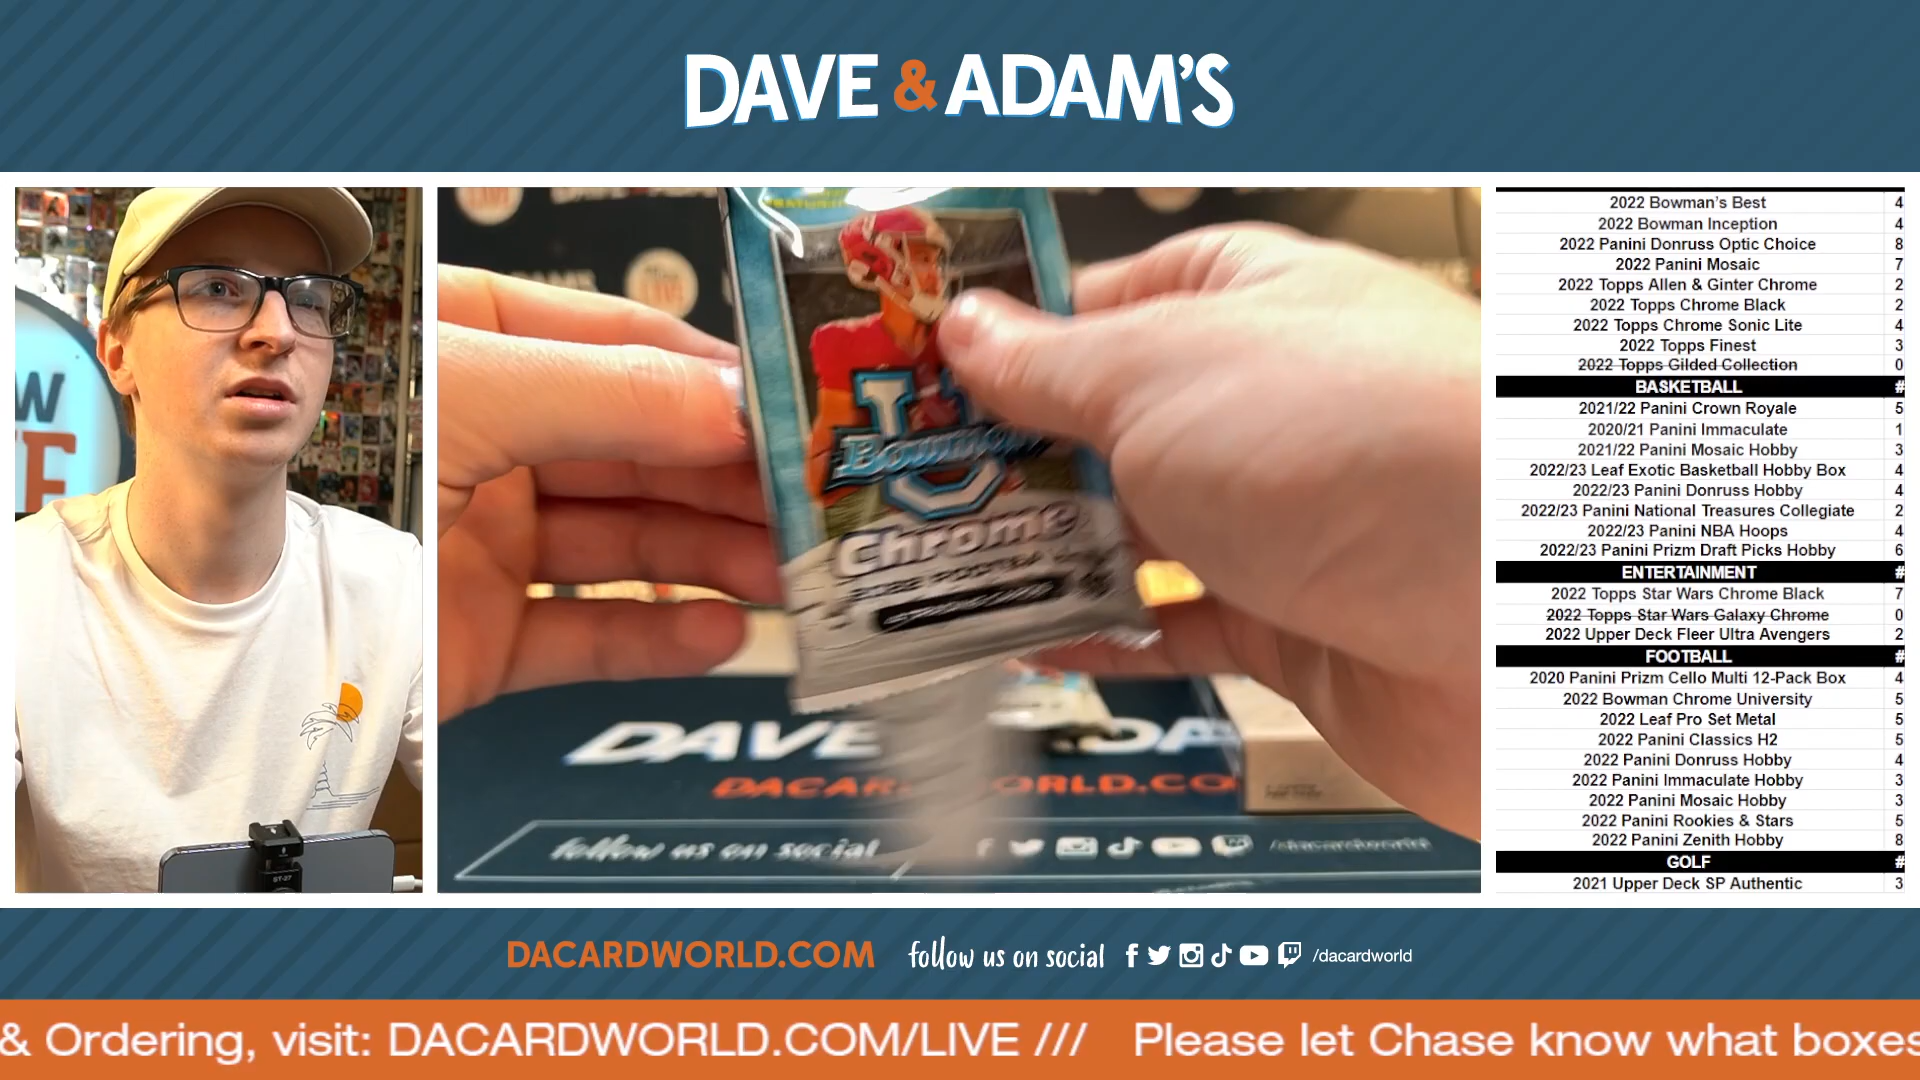 DAVE & ADAM'S
2022 Bowman's Best 4
2022 Bowman Inception 4
2022 Panini Donruss Optic Choice 8
2022 Panini Mosaic 7
2022 Topps Allen & Ginter Chrome 2
2022 Topps Chrome Black 2
2022 Topps Chrome Sonic Lite 4
2022 Topps Finest 3
2022 Topps Gilded Collection 0
BASKETBALL #
2021/22 Panini Crown Royale 5
2020/21 Panini Immaculate 1
2021/22 Panini Mosaic Hobby 3
2022/23 Leaf Exotic Basketball Hobby Box 4
2022/23 Panini Donruss Hobby 4
2022/23 Panini National Treasures Collegiate 2
2022/23 Panini NBA Hoops 4
2022/23 Panini Prizm Draft Picks Hobby 6
ENTERTAINMENT #
2022 Topps Star Wars Chrome Black 7
2022 Topps Star Wars Galaxy Chrome 0
2022 Upper Deck Fleer Ultra Avengers 2
FOOTBALL #
2020 Panini Prizm Cello Multi 12-Pack Box 4
2022 Bowman Chrome University 5
2022 Leaf Pro Set Metal 5
2022 Panini Classics H2 5
2022 Panini Donruss Hobby 4
2022 Panini Immaculate Hobby 3
2022 Panini Mosaic Hobby 3
2022 Panini Rookies & Stars 5
2022 Panini Zenith Hobby 8
GOLF #
2021 Upper Deck SP Authentic 3
Bowman
U
Chrome
DAVE DA
DACAR ORLD.CO
follow us on social /dacardworld
DACARDWORLD.COM follow us on social /dacardworld
& Ordering, visit: DACARDWORLD.COM/LIVE /// Please let Chase know what boxes